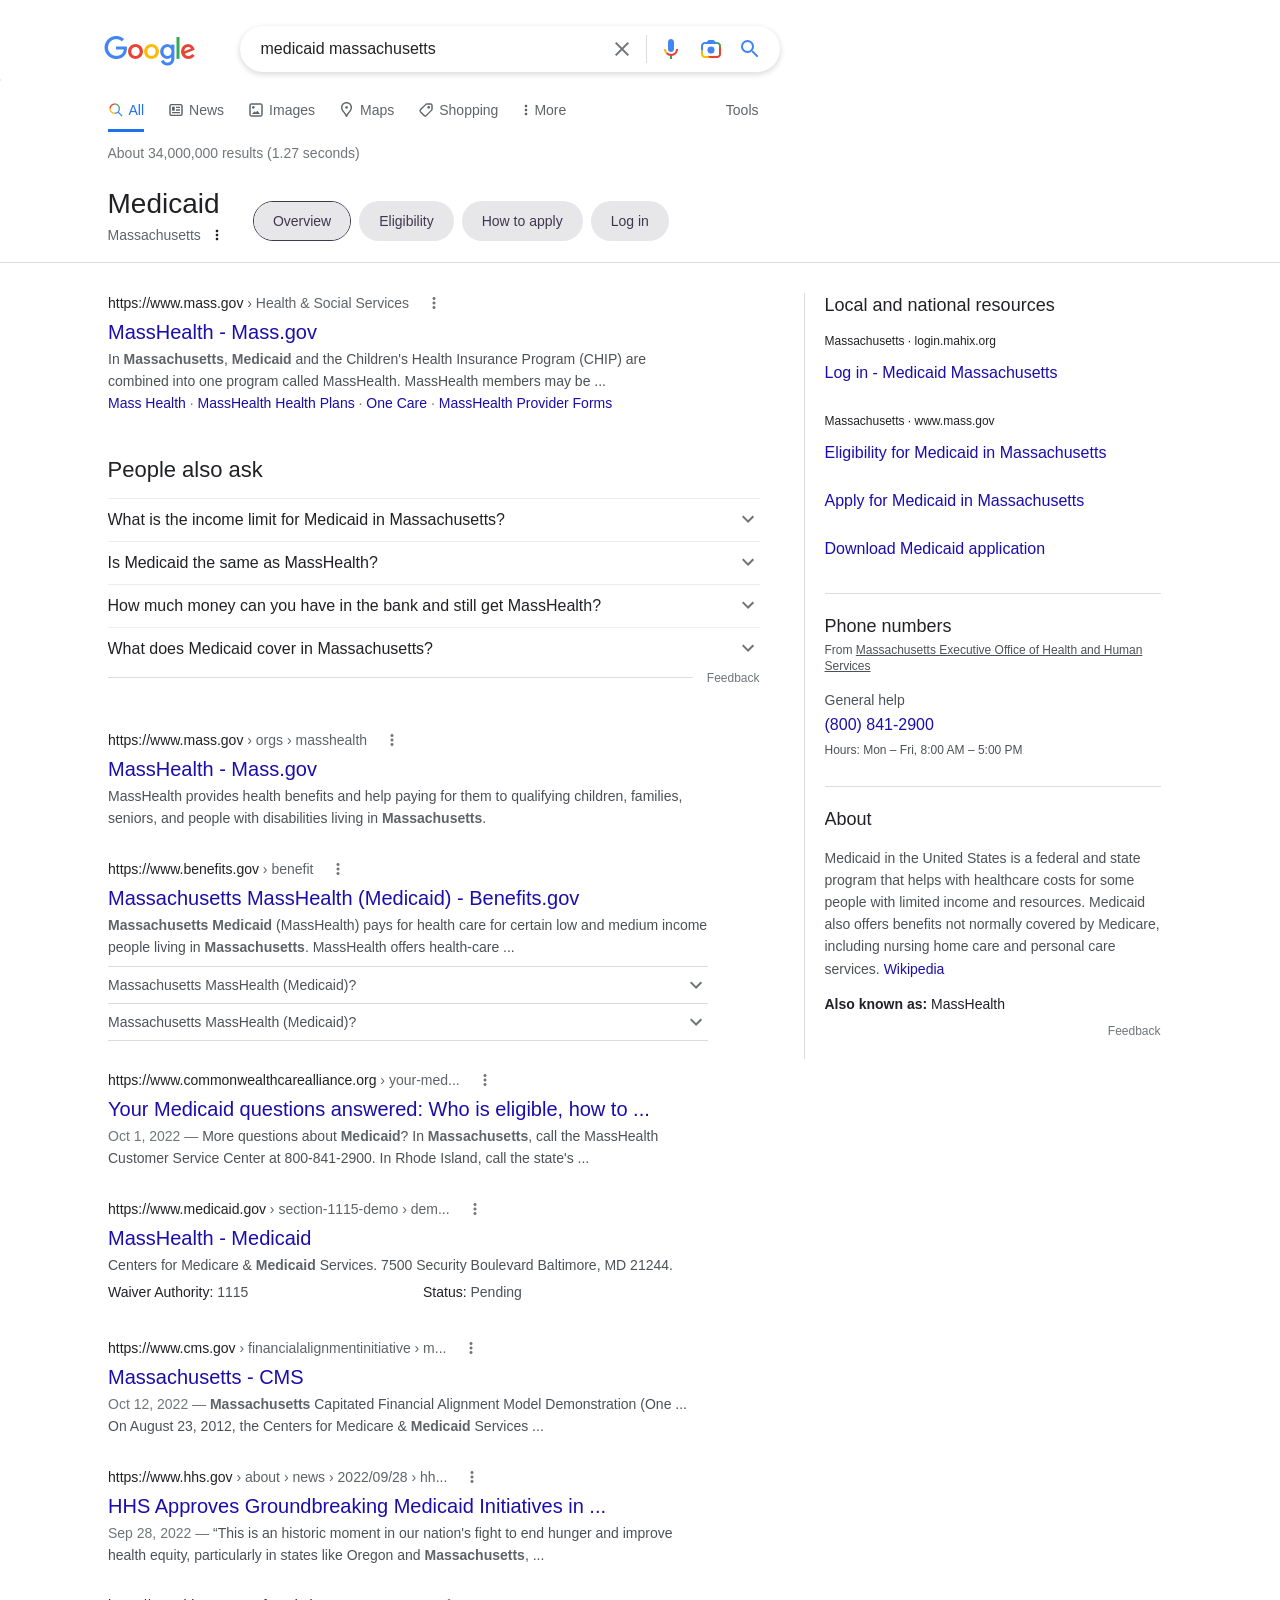 Google
medicaid massachusetts
All
News
Images
Maps
Shopping
More
Tools
About 34,000,000 results (1.27 seconds)
Medicaid
Massachusetts
Overview
Eligibility
How to apply
Log in
https://www.mass.gov › Health & Social Services
MassHealth - Mass.gov
In Massachusetts, Medicaid and the Children's Health Insurance Program (CHIP) are
combined into one program called MassHealth. MassHealth members may be ...
Mass Health · MassHealth Health Plans · One Care · MassHealth Provider Forms
People also ask
What is the income limit for Medicaid in Massachusetts?
Is Medicaid the same as MassHealth?
How much money can you have in the bank and still get MassHealth?
What does Medicaid cover in Massachusetts?
Feedback
https://www.mass.gov › orgs › masshealth
MassHealth - Mass.gov
MassHealth provides health benefits and help paying for them to qualifying children, families,
seniors, and people with disabilities living in Massachusetts.
https://www.benefits.gov › benefit
Massachusetts MassHealth (Medicaid) - Benefits.gov
Massachusetts Medicaid (MassHealth) pays for health care for certain low and medium income
people living in Massachusetts. MassHealth offers health-care ...
Massachusetts MassHealth (Medicaid)?
Massachusetts MassHealth (Medicaid)?
https://www.commonwealthcarealliance.org › your-med...
Your Medicaid questions answered: Who is eligible, how to ...
Oct 1, 2022 — More questions about Medicaid? In Massachusetts, call the MassHealth
Customer Service Center at 800-841-2900. In Rhode Island, call the state's ...
https://www.medicaid.gov › section-1115-demo › dem...
MassHealth - Medicaid
Centers for Medicare & Medicaid Services. 7500 Security Boulevard Baltimore, MD 21244.
Waiver Authority: 1115
Status: Pending
https://www.cms.gov › financialalignmentinitiative › m...
Massachusetts - CMS
Oct 12, 2022 — Massachusetts Capitated Financial Alignment Model Demonstration (One ...
On August 23, 2012, the Centers for Medicare & Medicaid Services ...
https://www.hhs.gov › about › news › 2022/09/28 › hh...
HHS Approves Groundbreaking Medicaid Initiatives in ...
Sep 28, 2022 — “This is an historic moment in our nation's fight to end hunger and improve
health equity, particularly in states like Oregon and Massachusetts, ...
Local and national resources
Massachusetts · login.mahix.org
Log in - Medicaid Massachusetts
Massachusetts · www.mass.gov
Eligibility for Medicaid in Massachusetts
Apply for Medicaid in Massachusetts
Download Medicaid application
Phone numbers
From Massachusetts Executive Office of Health and Human
Services
General help
(800) 841-2900
Hours: Mon – Fri, 8:00 AM – 5:00 PM
About
Medicaid in the United States is a federal and state
program that helps with healthcare costs for some
people with limited income and resources. Medicaid
also offers benefits not normally covered by Medicare,
including nursing home care and personal care
services. Wikipedia
Also known as: MassHealth
Feedback